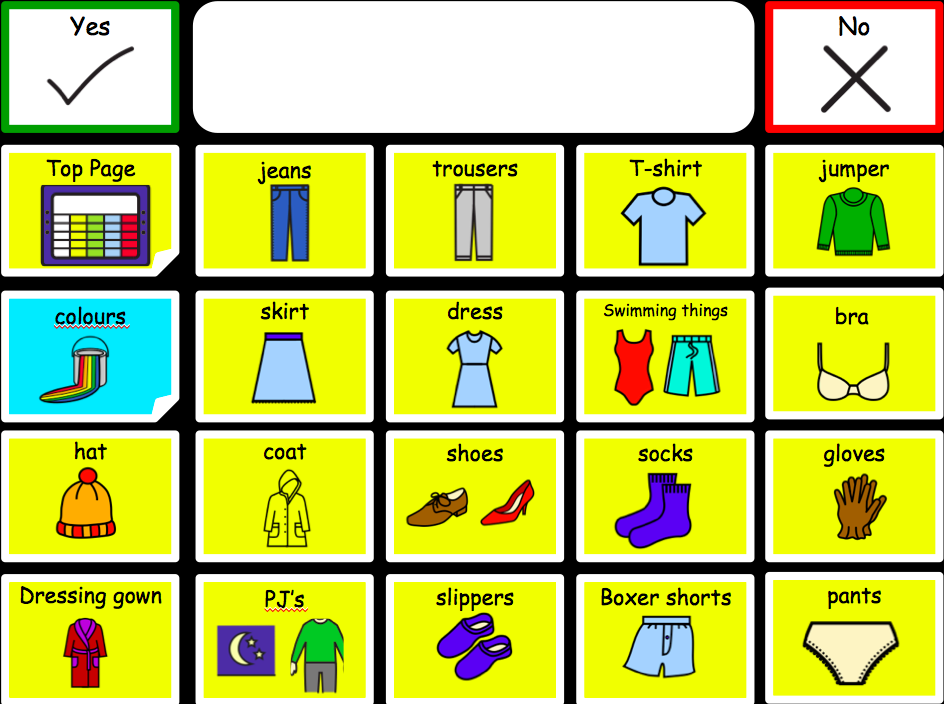 Yes
No
Top Page
jeans
trousers
T-shirt
jumper
colours
skirt
dress
Swimming things
bra
hat
coat
shoes
socks
gloves
Dressing gown
PJ's
slippers
Boxer shorts
pants